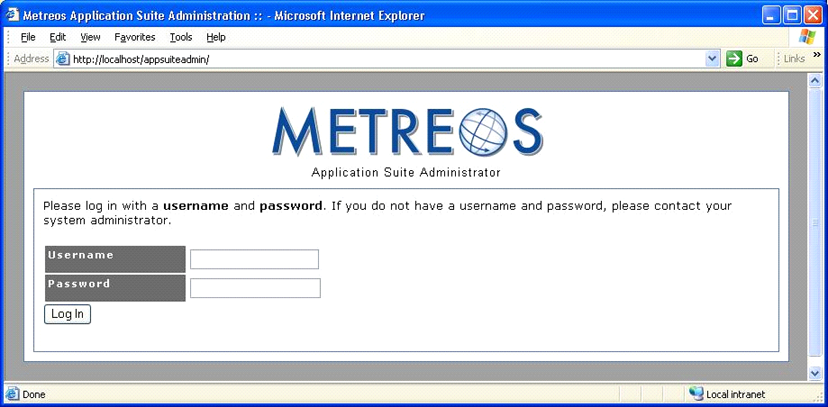 Metreos Application Suite Administration :: - Microsoft Internet Explorer
File Edit View Favorites Tools Help
Address http://localhost/appsuiteadmin/ Go Links »
METREOS
Application Suite Administrator
Please log in with a username and password. If you do not have a username and password, please contact your
system administrator.
Username
Password
Log In
Done Local intranet